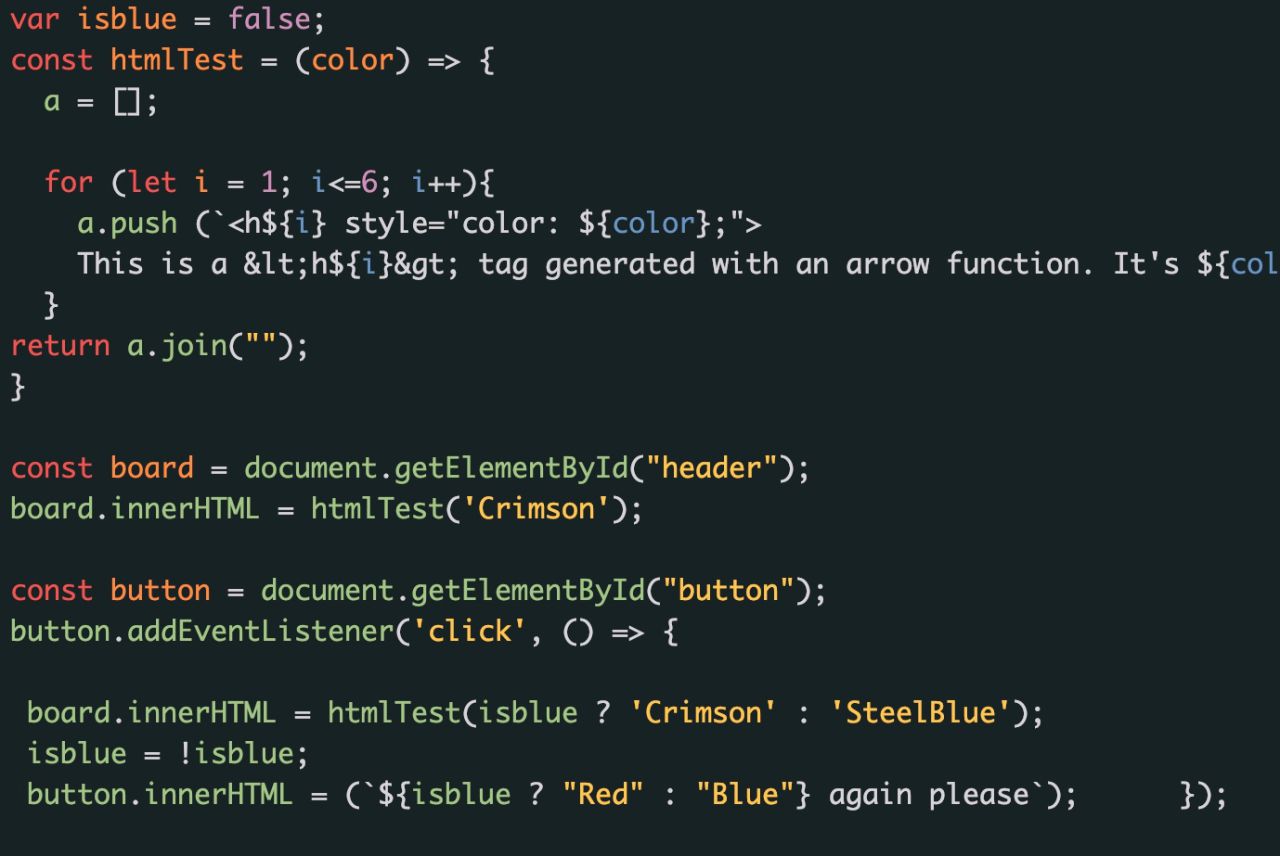 var isblue = false;
const htmlTest = (color) => {
a = [];
for (let i = 1; i<=6; i++){
a.push (`<h${i} style="color: ${color};">
This is a &lt;h${i}&gt; tag generated with an arrow function. It's ${col
}
return a.join("");
}
const board = document.getElementById("header");
board.innerHTML = htmlTest('Crimson');
const button = document.getElementById("button");
button.addEventListener('click', () => {
board.innerHTML = htmlTest(isblue ? 'Crimson' : 'SteelBlue');
isblue = !isblue;
button.innerHTML = (`${isblue ? "Red" : "Blue"} again please`); });